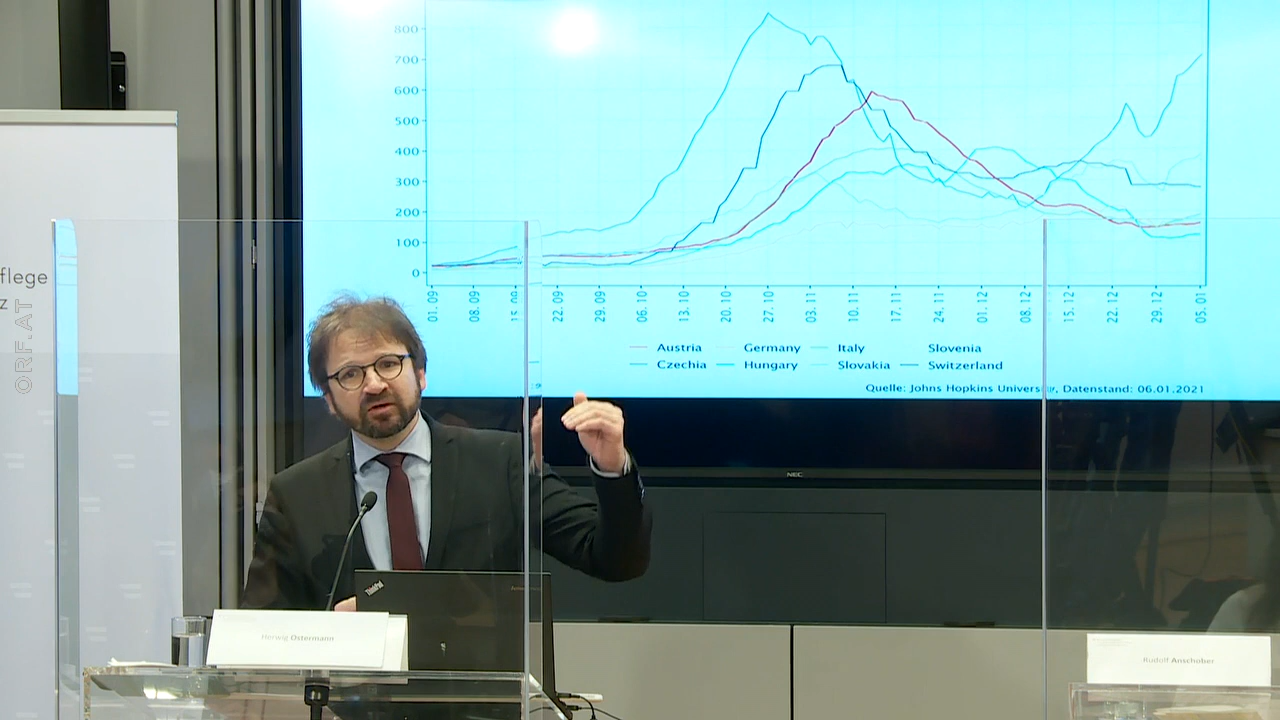 800
700
600
500
400
300
200
100
0
01. 09
08. 09
22. 09
29. 09
06. 10
13. 10
20. 10
27. 10
03. 11
10. 11
17. 11
24. 11
01. 12
08. 12
15. 12
22. 12
29. 12
05. 01
Austria Germany Italy Slovenia
Czechia Hungary Slovakia Switzerland
Quelle: Johns Hopkins University, Datenstand: 06.01.2021
flege
z
ORF.AT
NEC
ThinkPad
Herwig Ostermann
Rudolf Anschober